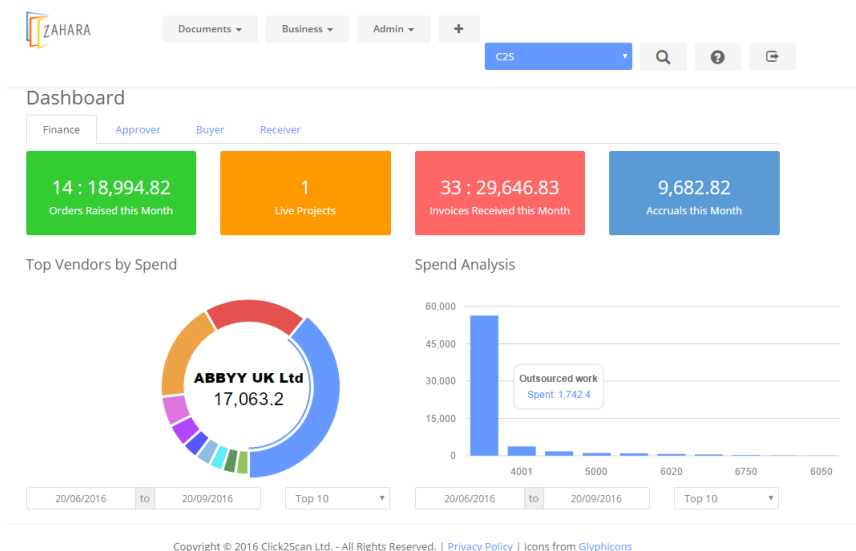 ZAHARA
Documents Business Admin +
C2S
Dashboard
Finance Approver Buyer Receiver
14 : 18,994.82
Orders Raised this Month
1
Live Projects
33 : 29,646.83
Invoices Received this Month
9,682.82
Accruals this Month
Top Vendors by Spend
ABBYY UK Ltd
17,063.2
20/06/2016 to 20/09/2016 Top 10
Spend Analysis
60,000
45,000
30,000
15,000
0
Outsourced work
Spent: 1,742.4
4001 5000 6020 6750 6050
20/06/2016 to 20/09/2016 Top 10
Copyright © 2016 Click2Scan Ltd. - All Rights Reserved. | Privacy Policy | Icons from Glyphicons